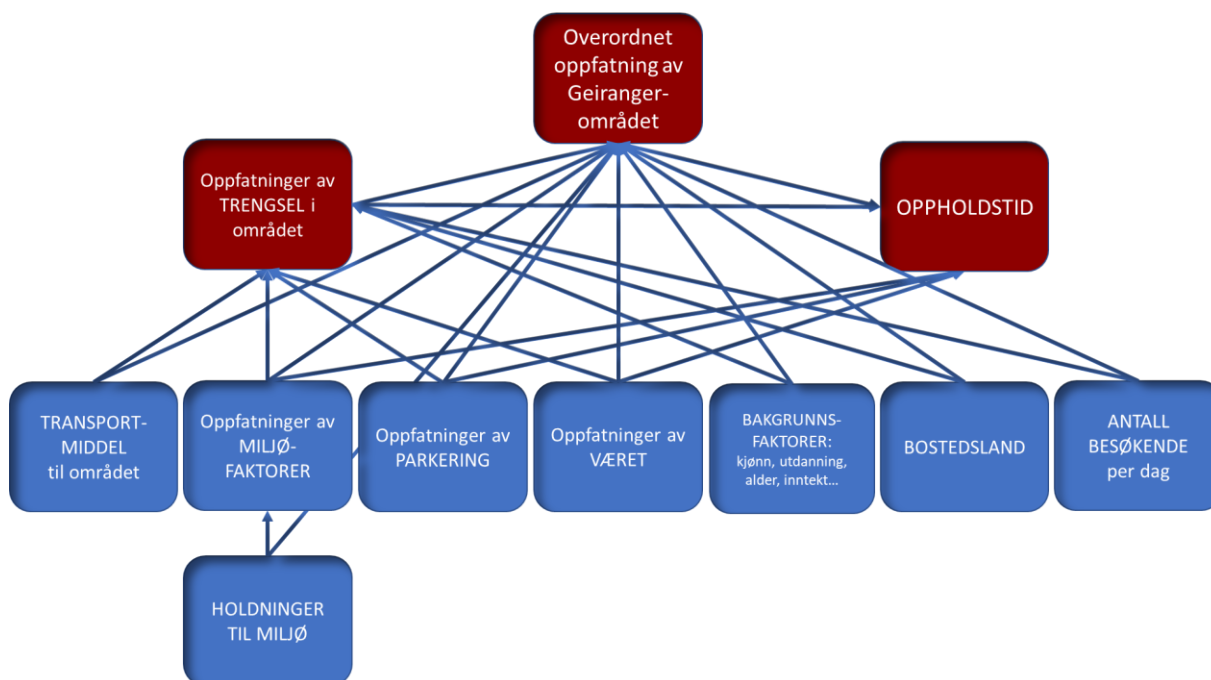 Overordnet
oppfatning av
Geiranger-
området
Oppfatninger av
TRENGSEL i
området
OPPHOLDSTID
TRANSPORT-
MIDDEL
til området
Oppfatninger av
MILJØ-
FAKTORER
Oppfatninger av
PARKERING
Oppfatninger av
VÆRET
BAKGRUNNS-
FAKTORER:
kjønn, utdanning,
alder, inntekt...
BOSTEDSLAND
ANTALL
BESØKENDE
per dag
HOLDNINGER
TIL MILJØ